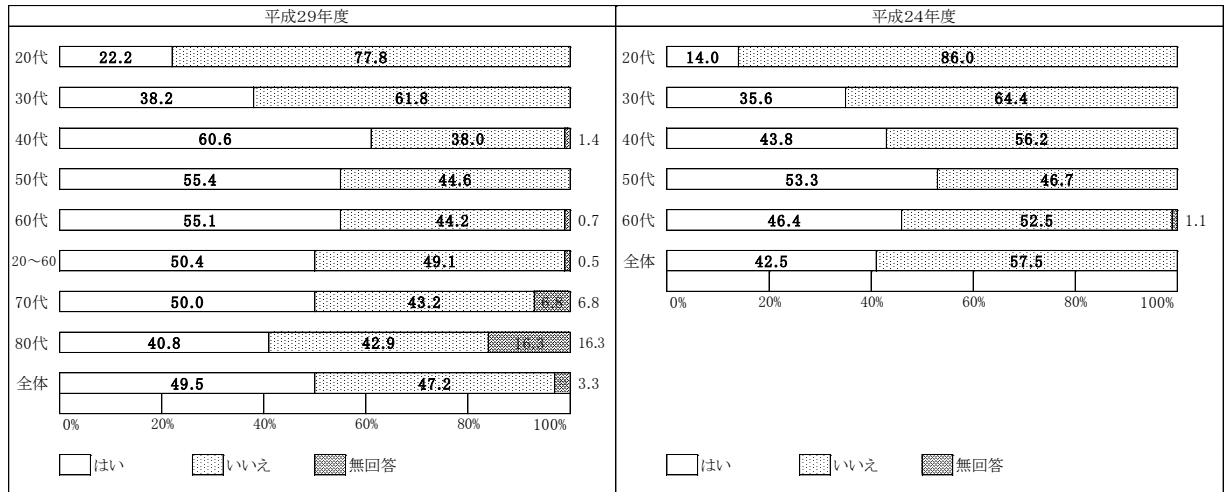 平成29年度
20代 22.2 77.8
30代 38.2 61.8
40代 60.6 38.0 1.4
50代 55.4 44.6
60代 55.1 44.2 0.7
20～60 50.4 49.1 0.5
70代 50.0 43.2 6.8 6.8
80代 40.8 42.9 16.3 16.3
全体 49.5 47.2 3.3
0% 20% 40% 60% 80% 100%
はい いいえ 無回答
平成24年度
20代 14.0 86.0
30代 35.6 64.4
40代 43.8 56.2
50代 53.3 46.7
60代 46.4 52.5 1.1
全体 42.5 57.5
0% 20% 40% 60% 80% 100%
はい いいえ 無回答